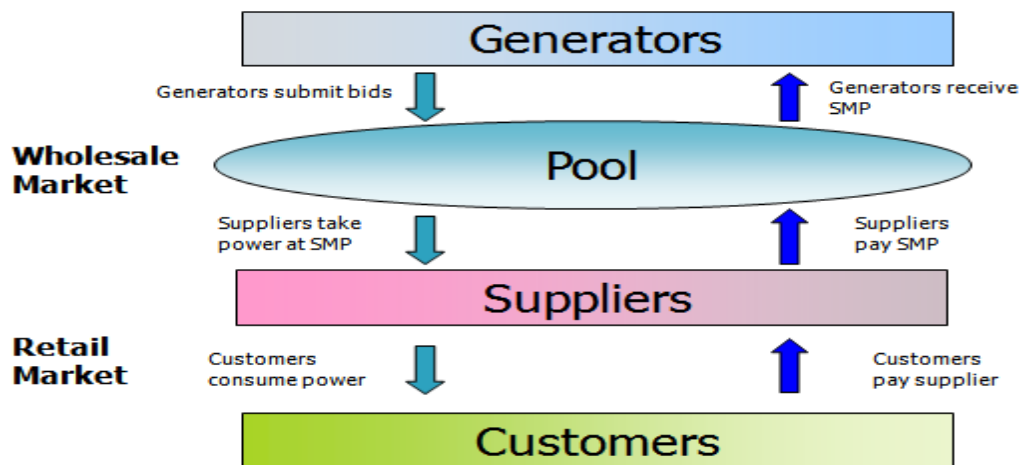 Generators
Generators submit bids
Generators receive
SMP
Wholesale
Market
Pool
Suppliers take
power at SMP
Suppliers
pay SMP
Suppliers
Retail
Market
Customers
consume power
Customers
pay supplier
Customers